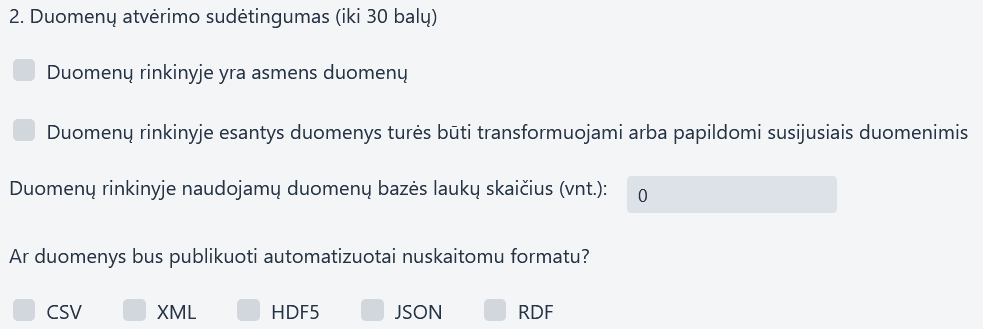 2. Duomenų atvėrimo sudėtingumas (iki 30 balų)
Duomenų rinkinyje yra asmens duomenų
Duomenų rinkinyje esantys duomenys turės būti transformuojami arba papildomi susijusiais duomenimis
Duomenų rinkinyje naudojamų duomenų bazės laukų skaičius (vnt.): 0
Ar duomenys bus publikuoti automatizuotai nuskaitomu formatu?
CSV XML HDF5 JSON RDF